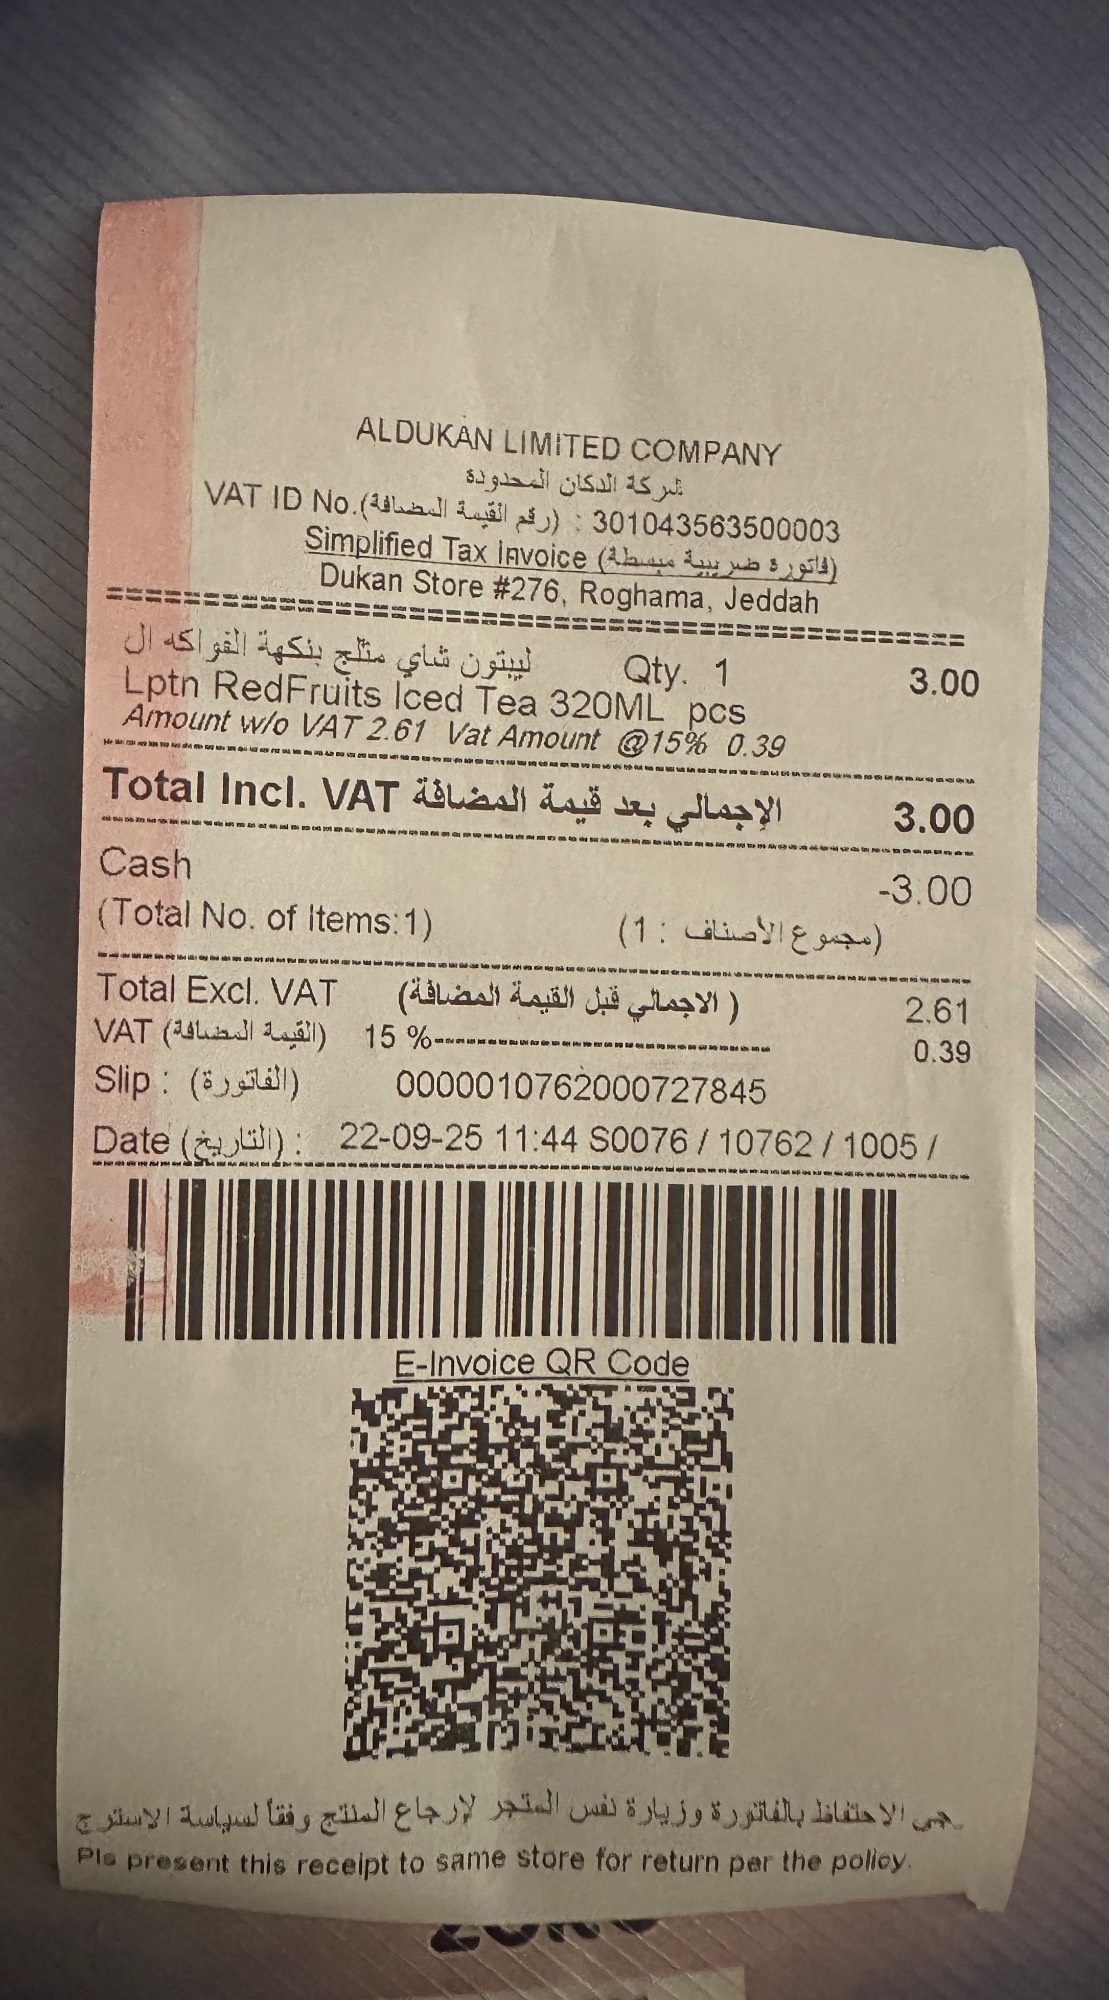 ALDUKAN LIMITED COMPANY
شركة الدكان المحدودة
VAT ID No.(رقم القيمة المضافة) : 301043563500003
Simplified Tax Invoice (فاتورة ضريبية مبسطة)
Dukan Store #276, Roghama, Jeddah
ليبتون شاي مثلج بنكهة الفواكه ال Qty. 1 3.00
Lptn RedFruits Iced Tea 320ML pcs
Amount w/o VAT 2.61 Vat Amount @15% 0.39
Total Incl. VAT الإجمالي بعد قيمة المضافة 3.00
Cash -3.00
(Total No. of Items:1) (مجموع الأصناف : 1)
Total Excl. VAT (الاجمالي قبل القيمة المضافة) 2.61
VAT (القيمة المضافة) 15 % 0.39
Slip : (الفاتورة) 0000010762000727845
Date (التاريخ) : 22-09-25 11:44 S0076 / 10762 / 1005 /
E-Invoice QR Code
الاحتفاظ بالفاتورة وزيارة نفس المتجر لإرجاع المنتج وفقاً لسياسة الاسترج
Pls present this receipt to same store for return per the policy.